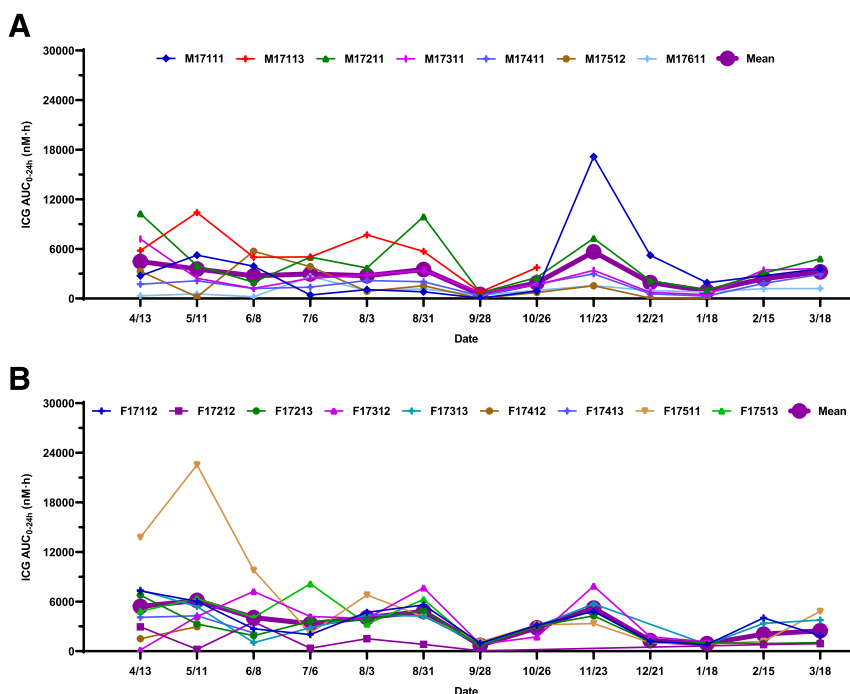 A
30000
24000
18000
12000
6000
0
ICG AUC0-24h (nM·h)
M17111 M17113 M17211 M17311 M17411 M17512 M17611 Mean
4/13 5/11 6/8 7/6 8/3 8/31 9/28 10/26 11/23 12/21 1/18 2/15 3/18
Date
B
30000
24000
18000
12000
6000
0
ICG AUC0-24h (nM·h)
F17112 F17212 F17213 F17312 F17313 F17412 F17413 F17511 F17513 Mean
4/13 5/11 6/8 7/6 8/3 8/31 9/28 10/26 11/23 12/21 1/18 2/15 3/18
Date